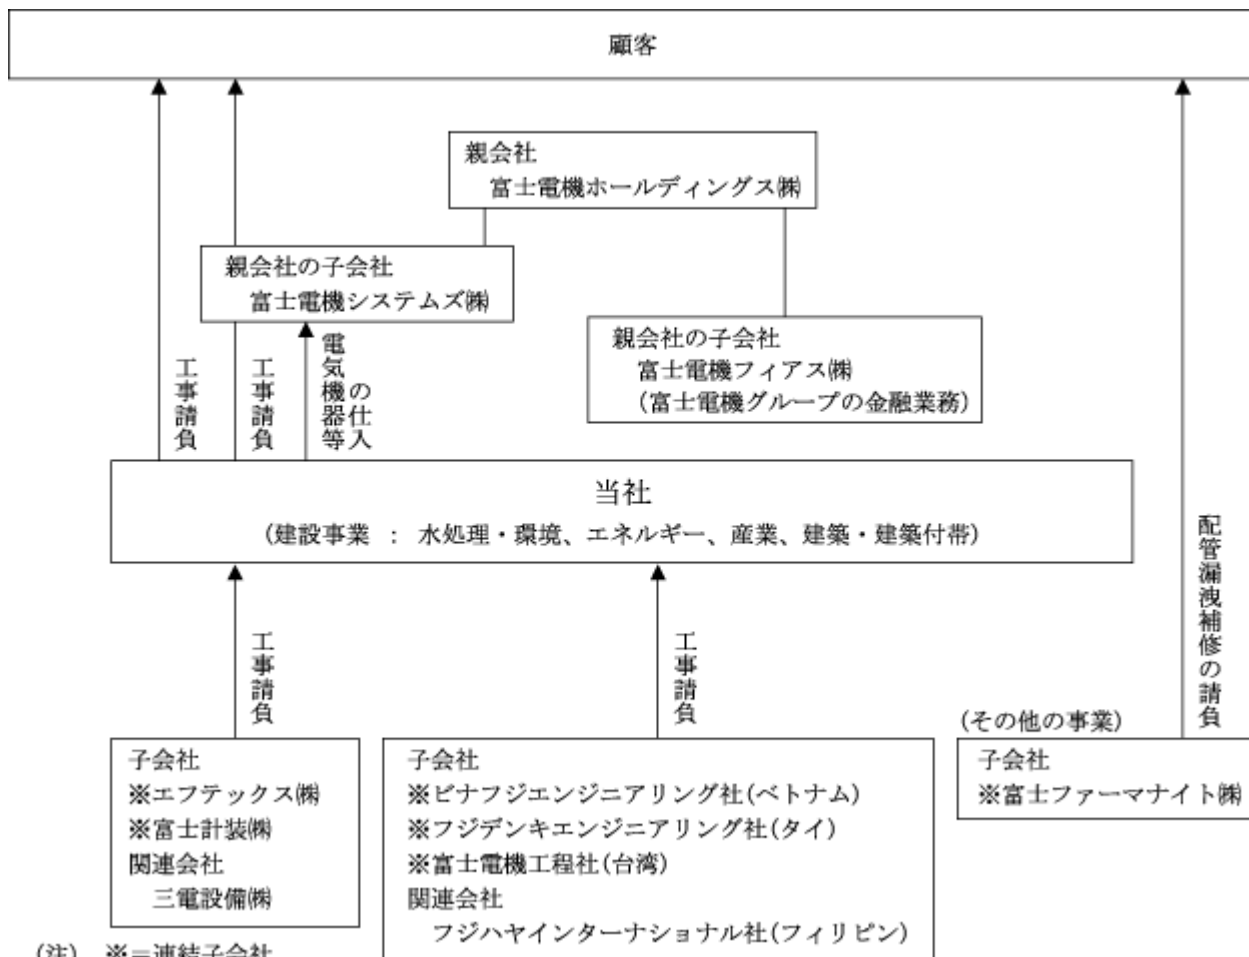 顧客
親会社
富士電機ホールディングス㈱
親会社の子会社
富士電機システムズ㈱
親会社の子会社
富士電機フィアス㈱
(富士電機グループの金融業務)
工事請負
工事請負
電気機器等
の仕入
当社
(建設事業 : 水処理・環境、エネルギー、産業、建築・建築付帯)
配管漏洩補修の請負
工事請負
工事請負
(その他の事業)
子会社
※エフテックス㈱
※富士計装㈱
関連会社
三電設備㈱
子会社
※ビナフジエンジニアリング社(ベトナム)
※フジデンキエンジニアリング社(タイ)
※富士電機工程社(台湾)
関連会社
フジハヤインターナショナル社(フィリピン)
子会社
※富士ファーマナイト㈱
(注) ※=連結子会社